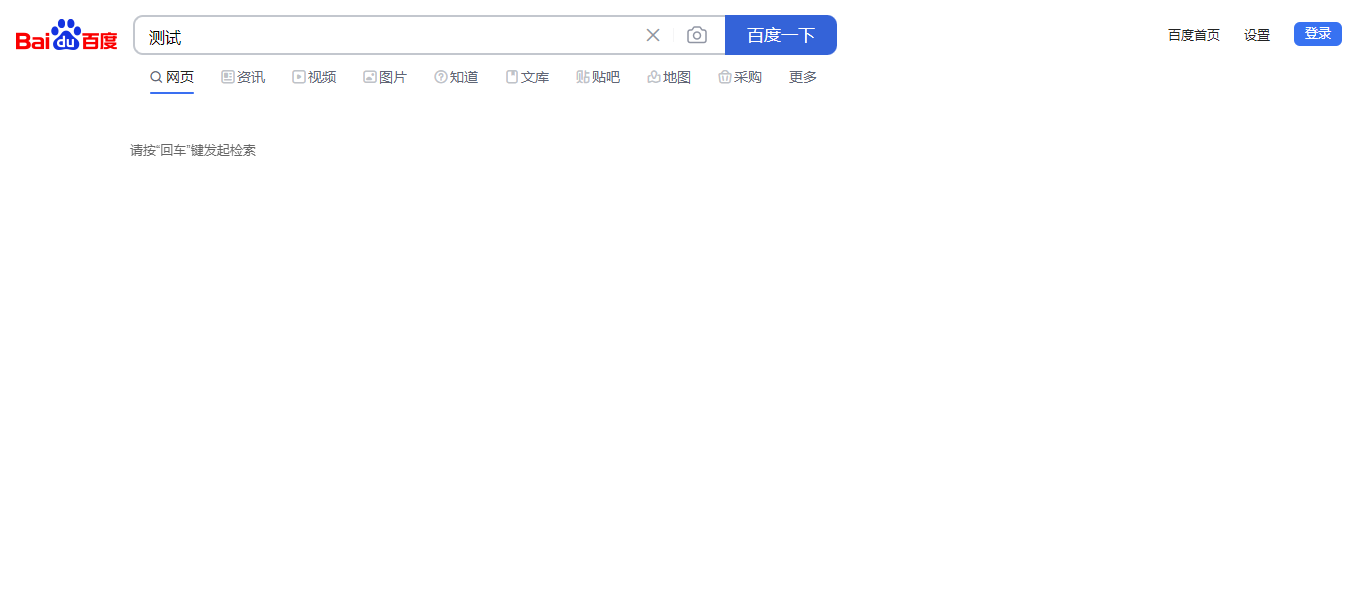 Bai du 百度 测试 百度一下 百度首页 设置 登录
网页 资讯 视频 图片 知道 文库 贴吧 地图 采购 更多
请按“回车”键发起检索